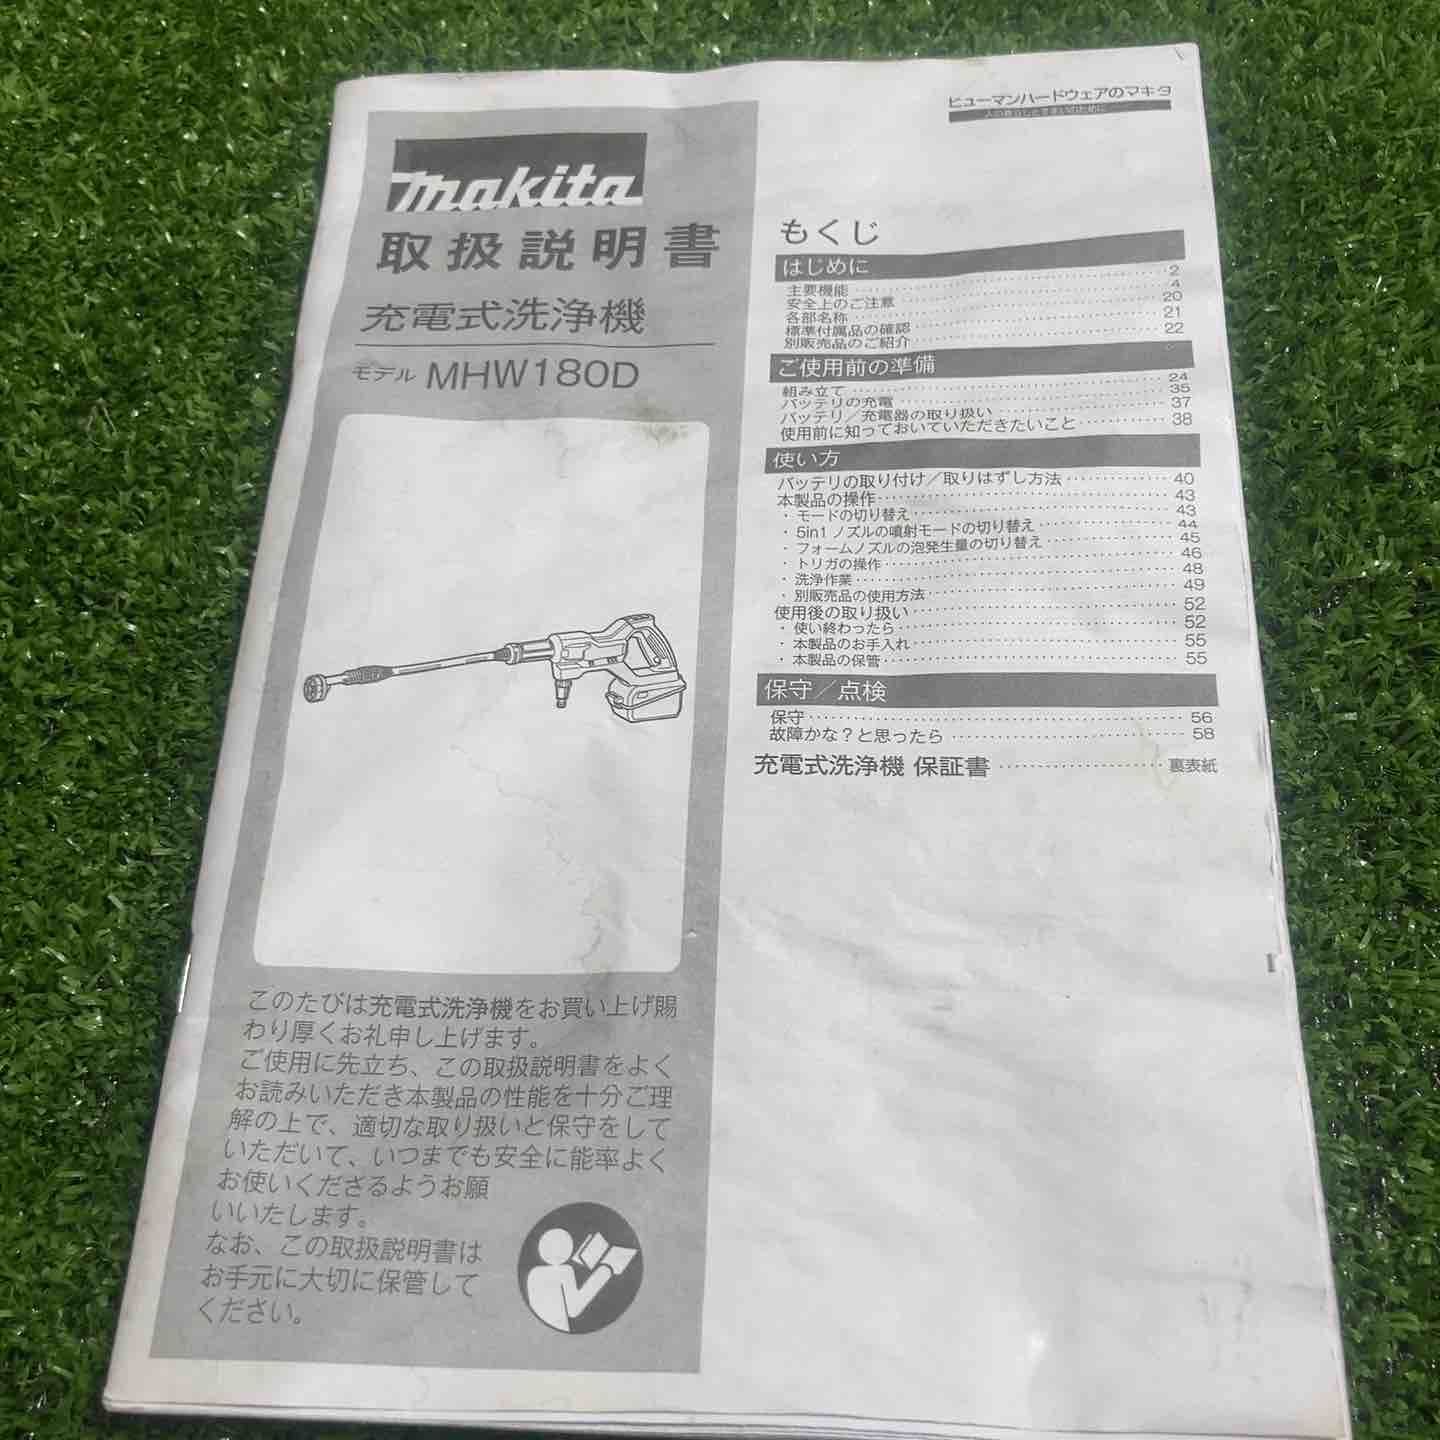 makita
取扱説明書
充電式洗浄機
モデル MHW180D
このたびは充電式洗浄機をお買い上げ賜
わり厚くお礼申し上げます。
ご使用に先立ち、この取扱説明書をよく
お読みいただき本製品の性能を十分ご理
解の上で、適切な取り扱いと保守をして
いただいて、いつまでも安全に能率よく
お使いくださるようお願
いいたします。
なお、この取扱説明書は
お手元に大切に保管して
ください。
ヒューマンハードウェアのマキタ
もくじ
はじめに
主要機能 2
安全上のご注意 4
各部名称 20
標準付属品の確認 21
別販売品のご紹介 22
ご使用前の準備
組み立て 24
バッテリの充電 35
バッテリ／充電器の取り扱い 37
使用前に知っておいていただきたいこと 38
使い方
バッテリの取り付け／取りはずし方法 40
本製品の操作 43
・モードの切り替え 43
・5in1ノズルの噴射モードの切り替え 44
・フォームノズルの泡発生量の切り替え 45
・トリガの操作 46
・洗浄作業 48
・別販売品の使用方法 49
使用後の取り扱い 52
・使い終わったら 52
・本製品のお手入れ 55
・本製品の保管 55
保守／点検
保守 56
故障かな？と思ったら 58
充電式洗浄機 保証書 裏表紙